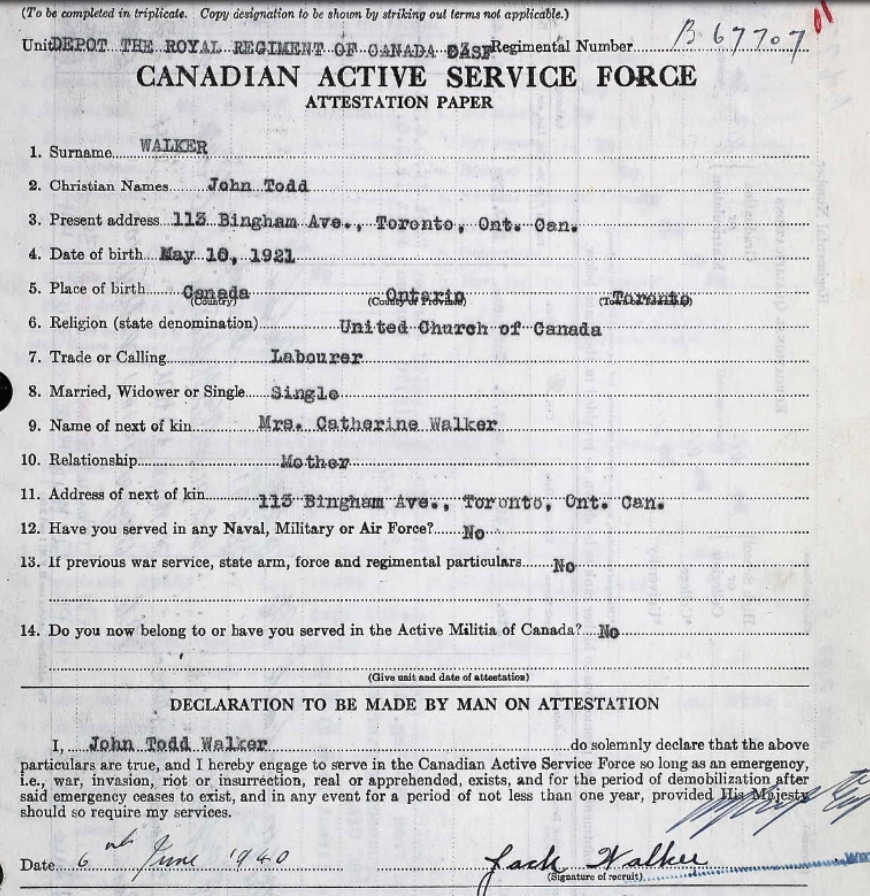 (To be completed in triplicate. Copy designation to be shown by striking out terms not applicable.)
Unit DEPOT THE ROYAL REGIMENT OF CANADA BASF Regimental Number B 67707
CANADIAN ACTIVE SERVICE FORCE
ATTESTATION PAPER
1. Surname WALKER
2. Christian Names John Todd
3. Present address 113 Bingham Ave., Toronto, Ont. Can.
4. Date of birth May 10, 1921
5. Place of birth Canada Ontario Toronto
(Country) (County or Province)
6. Religion (state denomination) United Church of Canada
7. Trade or Calling Labourer
8. Married, Widower or Single Single
9. Name of next of kin Mrs. Catherine Walker
10. Relationship Mother
11. Address of next of kin 113 Bingham Ave., Toronto, Ont. Can.
12. Have you served in any Naval, Military or Air Force? No
13. If previous war service, state arm, force and regimental particulars No
14. Do you now belong to or have you served in the Active Militia of Canada? No
(Give unit and date of attestation)
DECLARATION TO BE MADE BY MAN ON ATTESTATION
I, John Todd Walker do solemnly declare that the above
particulars are true, and I hereby engage to serve in the Canadian Active Service Force so long as an emergency,
i.e., war, invasion, riot or insurrection, real or apprehended, exists, and for the period of demobilization after
said emergency ceases to exist, and in any event for a period of not less than one year, provided His Majesty
should so require my services.
Date 6 June 1940 Jack Walker
(Signature of recruit)